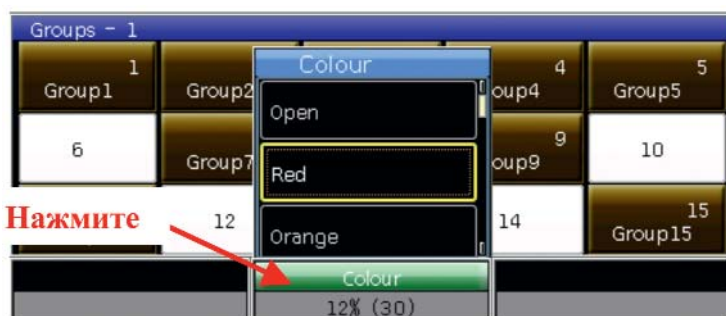 Groups - 1
1
Group1
Group2
4
oup4
5
Group5
Colour
Open
Red
Orange
6
Group7
9
oup9
10
Нажмите
12
14
15
Group15
Colour
12% (30)